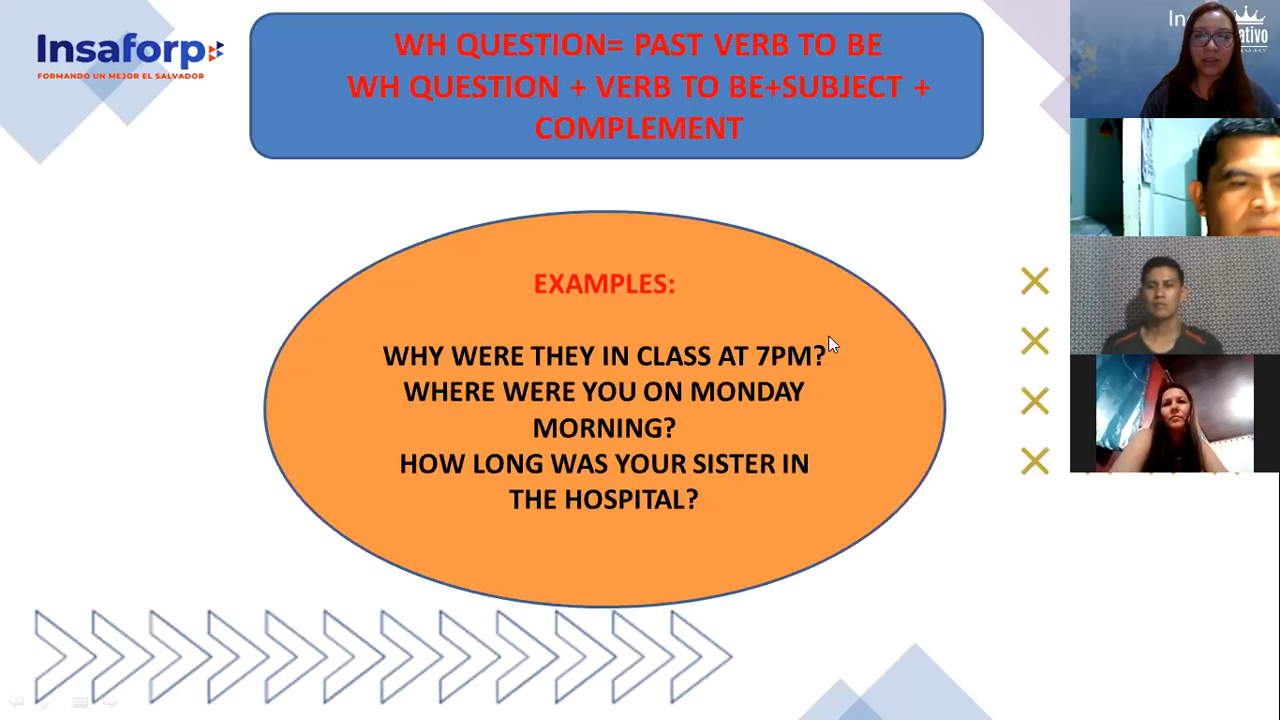 Insaforp
FORMANDO UN MEJOR EL SALVADOR
WH QUESTION= PAST VERB TO BE
WH QUESTION + VERB TO BE+SUBJECT +
COMPLEMENT
EXAMPLES:
WHY WERE THEY IN CLASS AT 7PM?
WHERE WERE YOU ON MONDAY
MORNING?
HOW LONG WAS YOUR SISTER IN
THE HOSPITAL?